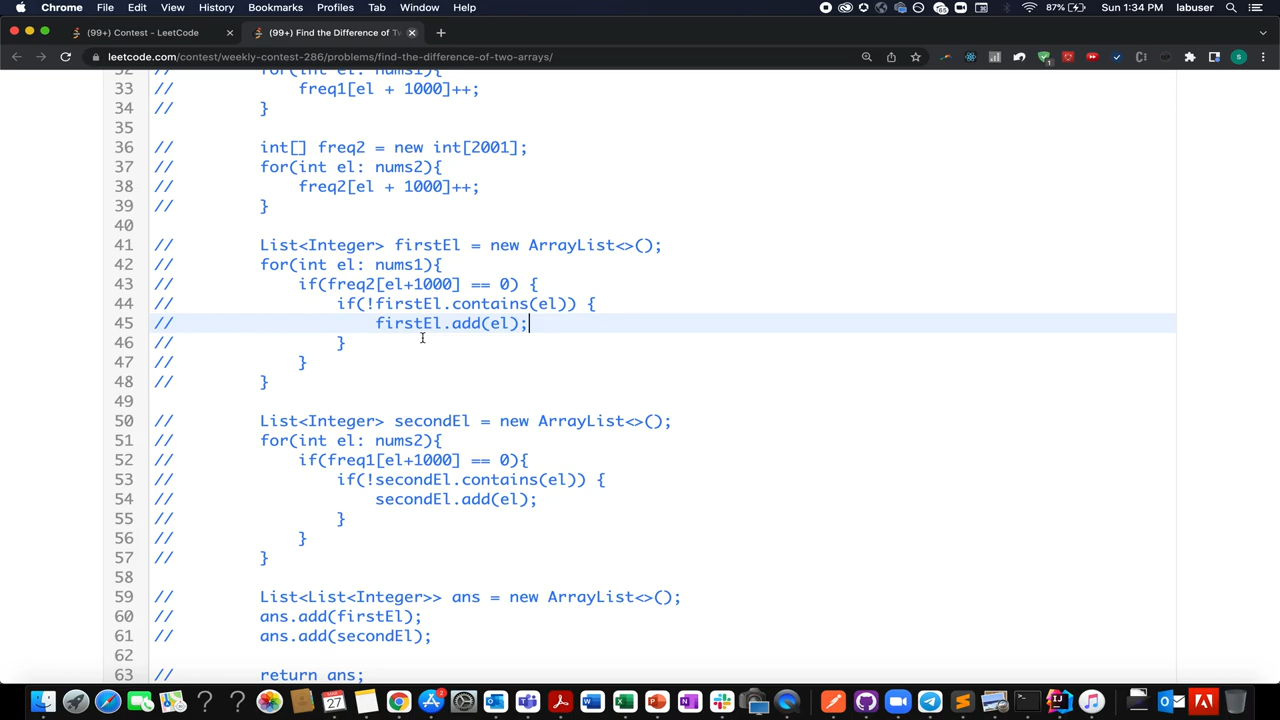 Chrome File Edit View History Bookmarks Profiles Tab Window Help 65 87% Sun 1:34 PM labuser
(99+) Contest - LeetCode (99+) Find the Difference of Tw
leetcode.com/contest/weekly-contest-286/problems/find-the-difference-of-two-arrays/ S
32 // for(int el: nums1){
33 // freq1[el + 1000]++;
34 // }
35
36 // int[] freq2 = new int[2001];
37 // for(int el: nums2){
38 // freq2[el + 1000]++;
39 // }
40
41 // List<Integer> firstEl = new ArrayList<>();
42 // for(int el: nums1){
43 // if(freq2[el+1000] == 0) {
44 // if(!firstEl.contains(el)) {
45 // firstEl.add(el);
46 // }
47 // }
48 // }
49
50 // List<Integer> secondEl = new ArrayList<>();
51 // for(int el: nums2){
52 // if(freq1[el+1000] == 0){
53 // if(!secondEl.contains(el)) {
54 // secondEl.add(el);
55 // }
56 // }
57 // }
58
59 // List<List<Integer>> ans = new ArrayList<>();
60 // ans.add(firstEl);
61 // ans.add(secondEl);
62
63 // return ans;